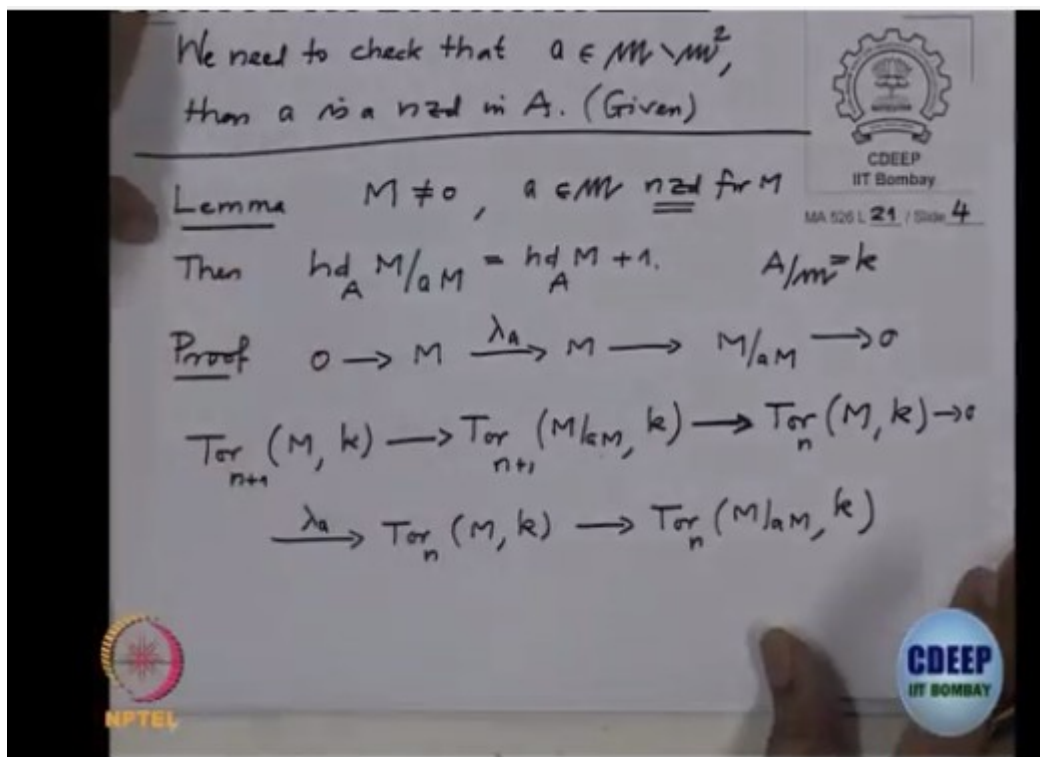 We need to check that a ∈ 𝔪 \ 𝔪²,
then a is a nzd in A. (Given)
CDEEP
IIT Bombay
MA 526 L 21 / Slide 4
Lemma M ≠ 0, a ∈ 𝔪 nzd for M
Then hd_A M/aM = hd_A M + 1. A/𝔪 = k
Proof 0 → M →^{λ_a} M → M/aM → 0
Tor_{n+1} (M, k) → Tor_{n+1} (M/aM, k) → Tor_n (M, k) → 0
→^{λ_a} Tor_n (M, k) → Tor_n (M/aM, k)
NPTEL
CDEEP
IIT BOMBAY